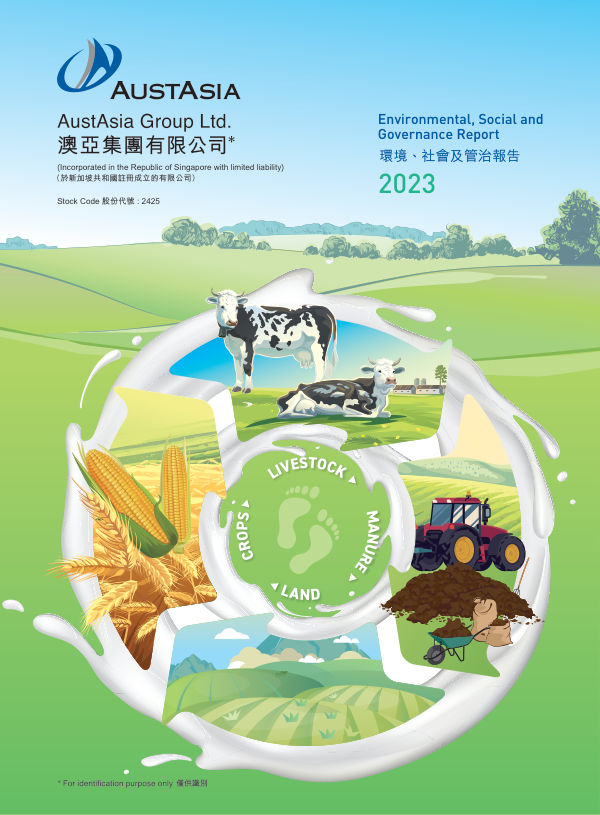 AUSTASIA
AustAsia Group Ltd.
澳亞集團有限公司*
(Incorporated in the Republic of Singapore with limited liability)
(於新加坡共和國註冊成立的有限公司)
Stock Code 股份代號 : 2425
Environmental, Social and
Governance Report
環境、社會及管治報告
2023
LIVESTOCK
MANURE
LAND
CROPS
* For identification purpose only 僅供識別